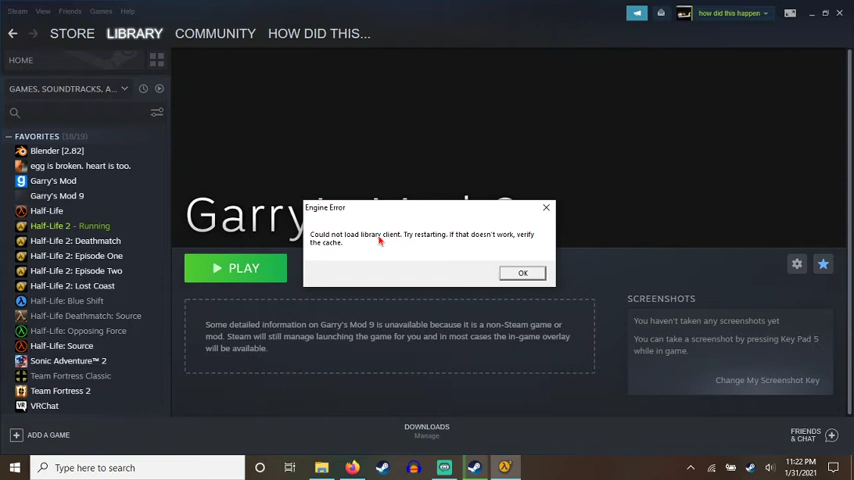 Steam View Friends Games Help
how did this happen
STORE LIBRARY COMMUNITY HOW DID THIS...
HOME
GAMES, SOUNDTRACKS, A...
FAVORITES (18/19)
Blender [2.82]
egg is broken. heart is too.
Garry's Mod
Garry's Mod 9
Half-Life
Half-Life 2 - Running
Half-Life 2: Deathmatch
Half-Life 2: Episode One
Half-Life 2: Episode Two
Half-Life 2: Lost Coast
Half-Life: Blue Shift
Half-Life Deathmatch: Source
Half-Life: Opposing Force
Half-Life: Source
Sonic Adventure™ 2
Team Fortress Classic
Team Fortress 2
VRChat
Garry's
Engine Error
Could not load library client. Try restarting. If that doesn't work, verify
the cache.
OK
PLAY
Some detailed information on Garry's Mod 9 is unavailable because it is a non-Steam game or
mod. Steam will still manage launching the game for you and in most cases the in-game overlay
will be available.
SCREENSHOTS
You haven't taken any screenshots yet
You can take a screenshot by pressing Key Pad 5
while in game.
Change My Screenshot Key
ADD A GAME
DOWNLOADS
Manage
FRIENDS
& CHAT
Type here to search
11:22 PM
1/31/2021